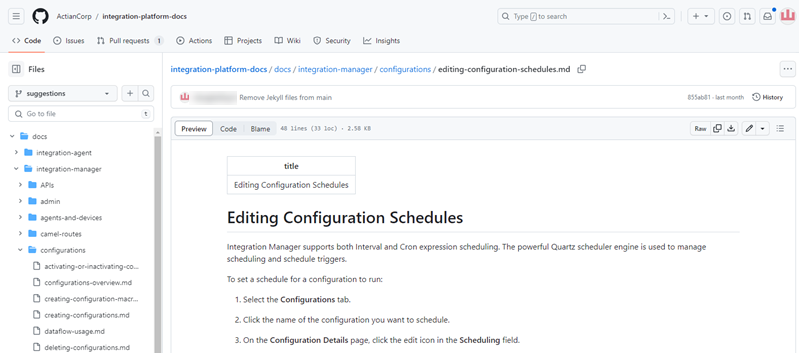 ActianCorp / integration-platform-docs
Type / to search
Code
Issues
Pull requests 1
Actions
Projects
Wiki
Security
Insights
Files
suggestions
Go to file
t
docs
integration-agent
integration-manager
APIs
admin
agents-and-devices
camel-routes
configurations
activating-or-inactivating-co...
configurations-overview.md
creating-configuration-macr...
creating-configurations.md
dataflow-usage.md
deleting-configurations.md
integration-platform-docs / docs / integration-manager / configurations / editing-configuration-schedules.md
Remove Jekyll files from main
855ab81 · last month
History
Preview
Code
Blame
48 lines (33 loc) · 2.58 KB
Raw
title
Editing Configuration Schedules
Editing Configuration Schedules
Integration Manager supports both Interval and Cron expression scheduling. The powerful Quartz scheduler engine is used to manage
scheduling and schedule triggers.
To set a schedule for a configuration to run:
1. Select the Configurations tab.
2. Click the name of the configuration you want to schedule.
3. On the Configuration Details page, click the edit icon in the Scheduling field.